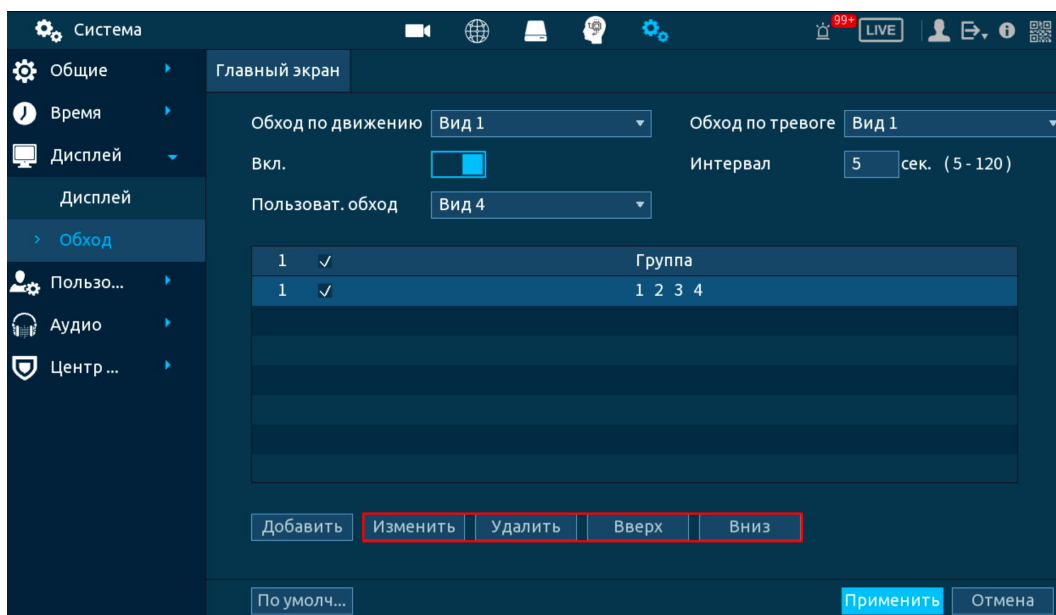 Система 99+ LIVE
Общие
Время
Дисплей
Дисплей
Обход
Пользо...
Аудио
Центр ...
Главный экран
Обход по движению Вид 1 Обход по тревоге Вид 1
Вкл. Интервал 5 сек. (5 - 120)
Пользоват. обход Вид 4
1 Группа
1 1 2 3 4
Добавить Изменить Удалить Вверх Вниз
По умолч... Применить Отмена